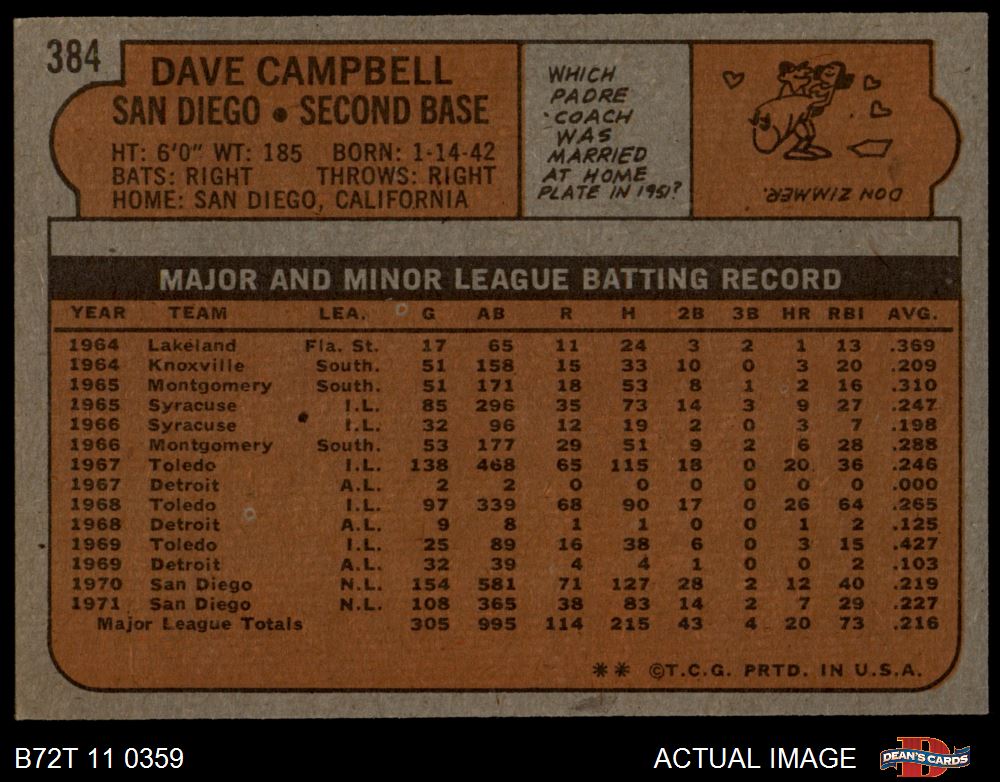 384
DAVE CAMPBELL
SAN DIEGO • SECOND BASE
HT: 6'0" WT: 185 BORN: 1-14-42
BATS: RIGHT THROWS: RIGHT
HOME: SAN DIEGO, CALIFORNIA
WHICH
PADRE
COACH
WAS
MARRIED
AT HOME
PLATE IN 1951?
DON ZIMMER.
MAJOR AND MINOR LEAGUE BATTING RECORD
YEAR TEAM LEA. G AB R H 2B 3B HR RBI AVG.
1964 Lakeland Fla. St. 17 65 11 24 3 2 1 13 .369
1964 Knoxville South. 51 158 15 33 10 0 3 20 .209
1965 Montgomery South. 51 171 18 53 8 1 2 16 .310
1965 Syracuse I.L. 85 296 35 73 14 3 9 27 .247
1966 Syracuse I.L. 32 96 12 19 2 0 3 7 .198
1966 Montgomery South. 53 177 29 51 9 2 6 28 .288
1967 Toledo I.L. 138 468 65 115 18 0 20 36 .246
1967 Detroit A.L. 2 2 0 0 0 0 0 0 .000
1968 Toledo I.L. 97 339 68 90 17 0 26 64 .265
1968 Detroit A.L. 9 8 1 1 0 0 1 2 .125
1969 Toledo I.L. 25 89 16 38 6 0 3 15 .427
1969 Detroit A.L. 32 39 4 4 1 0 0 2 .103
1970 San Diego N.L. 154 581 71 127 28 2 12 40 .219
1971 San Diego N.L. 108 365 38 83 14 2 7 29 .227
Major League Totals 305 995 114 215 43 4 20 73 .216
** ©T.C.G. PRTD. IN U.S.A.
B72T 11 0359
ACTUAL IMAGE
DEAN'S CARDS